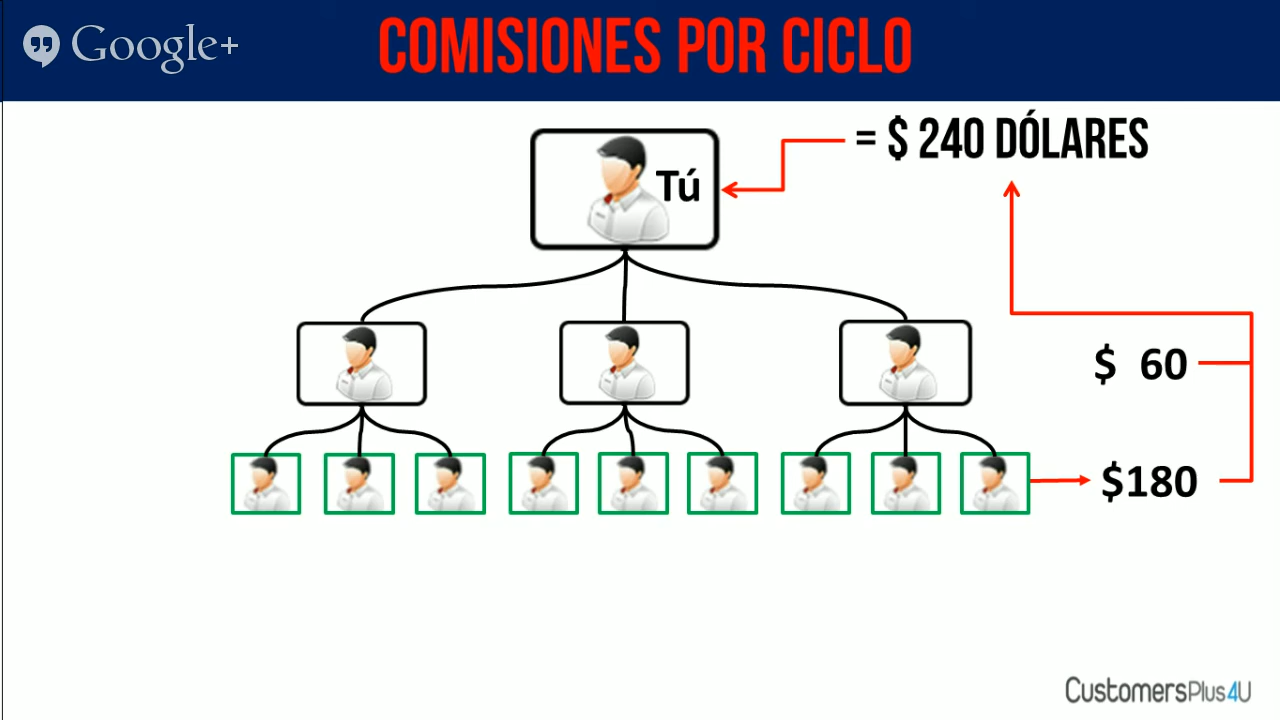 Google+
COMISIONES POR CICLO
= $ 240 DÓLARES
Tú
$ 60
$180
CustomersPlus4U